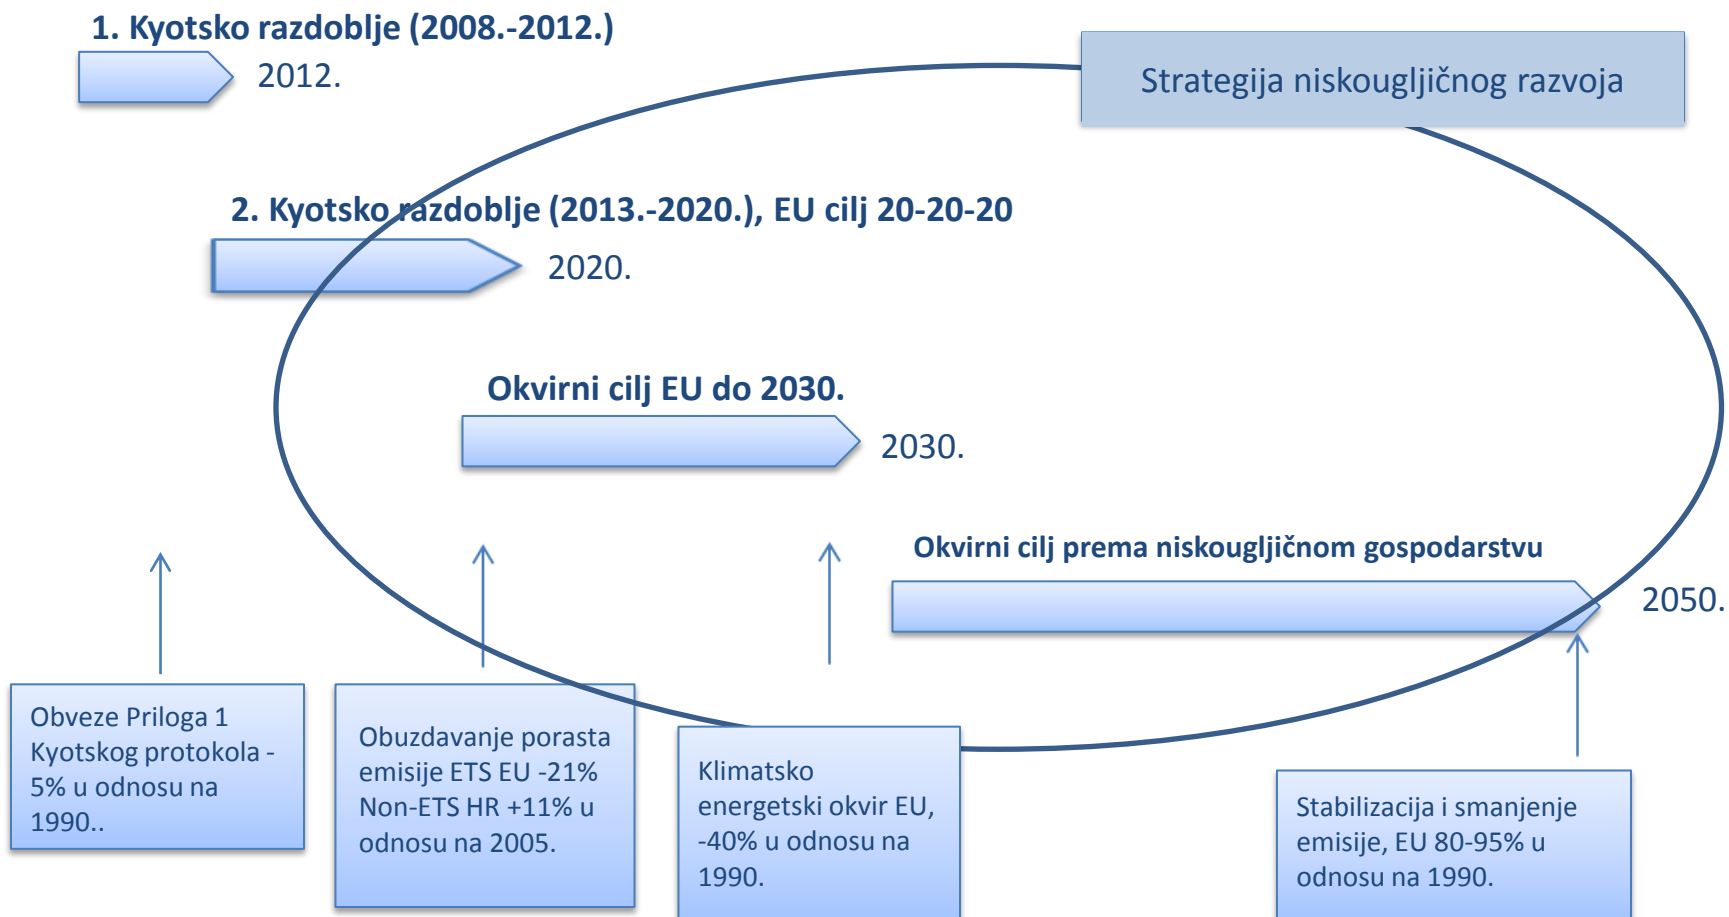 1. Kyotsko razdoblje (2008.-2012.)
2012.
Strategija niskougljičnog razvoja
2. Kyotsko razdoblje (2013.-2020.), EU cilj 20-20-20
2020.
Okvirni cilj EU do 2030.
2030.
Okvirni cilj prema niskougljičnom gospodarstvu
2050.
Obveze Priloga 1
Kyotskog protokola -
5% u odnosu na
1990..
Obuzdavanje porasta
emisije ETS EU -21%
Non-ETS HR +11% u
odnosu na 2005.
Klimatsko
energetski okvir EU,
-40% u odnosu na
1990.
Stabilizacija i smanjenje
emisije, EU 80-95% u
odnosu na 1990.